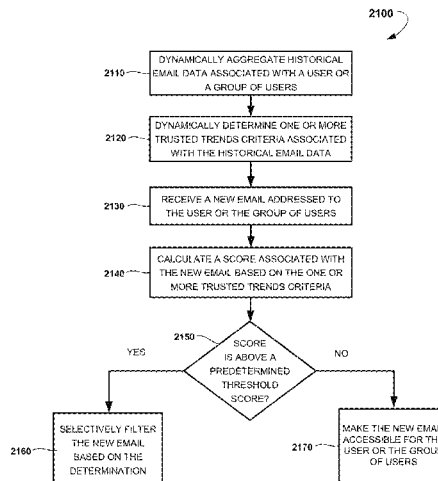 2100
2110
DYNAMICALLY AGGREGATE HISTORICAL
EMAIL DATA ASSOCIATED WITH A USER OR
A GROUP OF USERS
2120
DYNAMICALLY DETERMINE ONE OR MORE
TRUSTED TRENDS CRITERIA ASSOCIATED
WITH THE HISTORICAL EMAIL DATA
2130
RECEIVE A NEW EMAIL ADDRESSED TO
THE USER OR THE GROUP OF USERS
2140
CALCULATE A SCORE ASSOCIATED WITH
THE NEW EMAIL BASED ON THE ONE OR
MORE TRUSTED TRENDS CRITERIA
2150
SCORE
IS ABOVE A
PREDETERMINED
THRESHOLD
SCORE?
YES
NO
2160
SELECTIVELY FILTER
THE NEW EMAIL
BASED ON THE
DETERMINATION
2170
MAKE THE NEW EMAIL
ACCESSIBLE FOR THE
USER OR THE GROUP
OF USERS